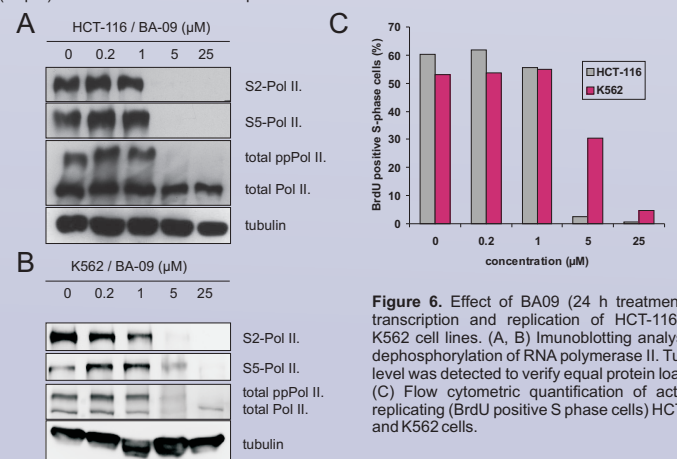 A
HCT-116 / BA-09 (µM)
0 0.2 1 5 25
S2-Pol II.
S5-Pol II.
total ppPol II.
total Pol II.
tubulin
B
K562 / BA-09 (µM)
0 0.2 1 5 25
S2-Pol II.
S5-Pol II.
total ppPol II.
total Pol II.
tubulin
C
BrdU positive S-phase cells (%)
70
60
50
40
30
20
10
0
HCT-116
K562
0 0.2 1 5 25
concentration (µM)
Figure 6. Effect of BA09 (24 h treatmen
transcription and replication of HCT-116
K562 cell lines. (A, B) Imunoblotting analys
dephosphorylation of RNA polymerase II. Tu
level was detected to verify equal protein loa
(C) Flow cytometric quantification of act
replicating (BrdU positive S phase cells) HCT
and K562 cells.